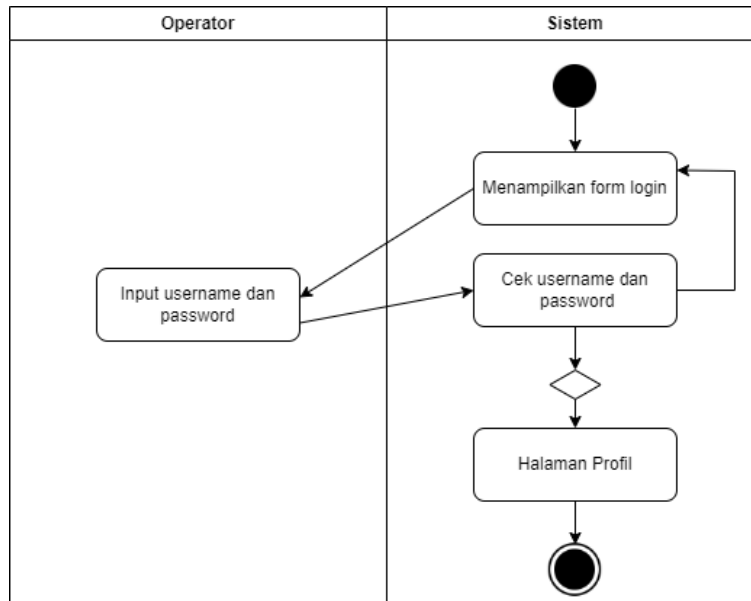 Operator
Sistem
Menampilkan form login
Input username dan
password
Cek username dan
password
Halaman Profil